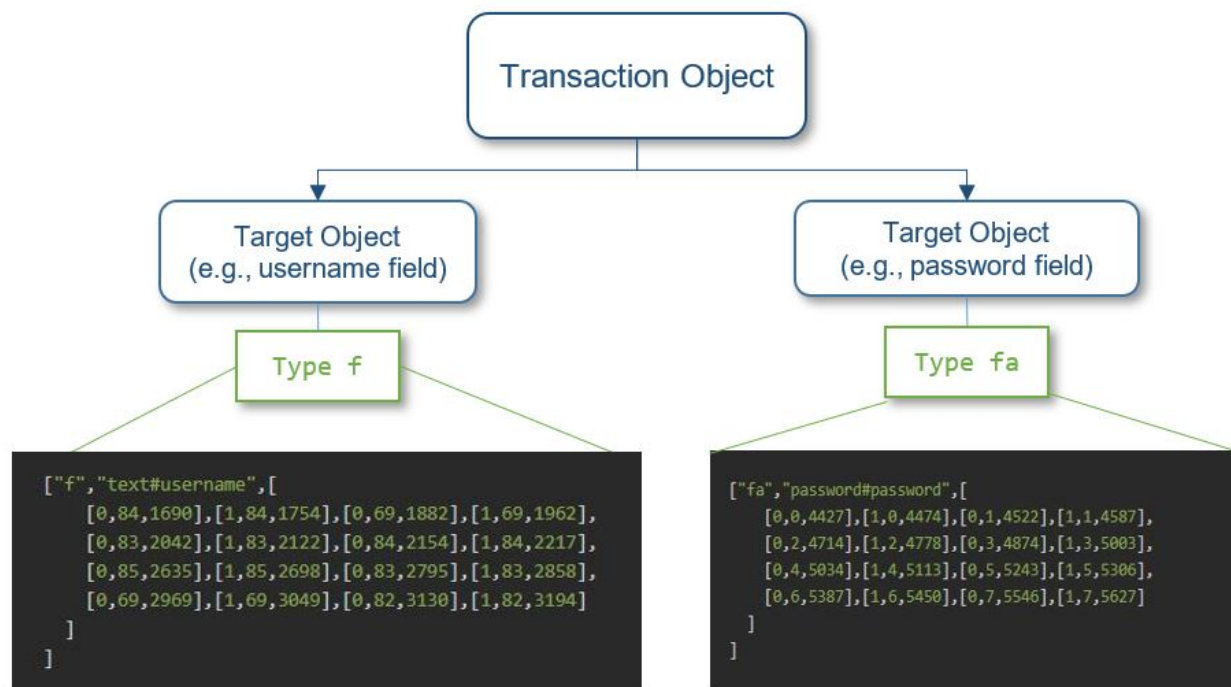 Transaction Object
Target Object
(e.g., username field)
Target Object
(e.g., password field)
Type f
Type fa
["f","text#username",[
[0,84,1690],[1,84,1754],[0,69,1882],[1,69,1962],
[0,83,2042],[1,83,2122],[0,84,2154],[1,84,2217],
[0,85,2635],[1,85,2698],[0,83,2795],[1,83,2858],
[0,69,2969],[1,69,3049],[0,82,3130],[1,82,3194]
]
]
["fa","password#password",[
[0,0,4427],[1,0,4474],[0,1,4522],[1,1,4587],
[0,2,4714],[1,2,4778],[0,3,4874],[1,3,5003],
[0,4,5034],[1,4,5113],[0,5,5243],[1,5,5306],
[0,6,5387],[1,6,5450],[0,7,5546],[1,7,5627]
]
]